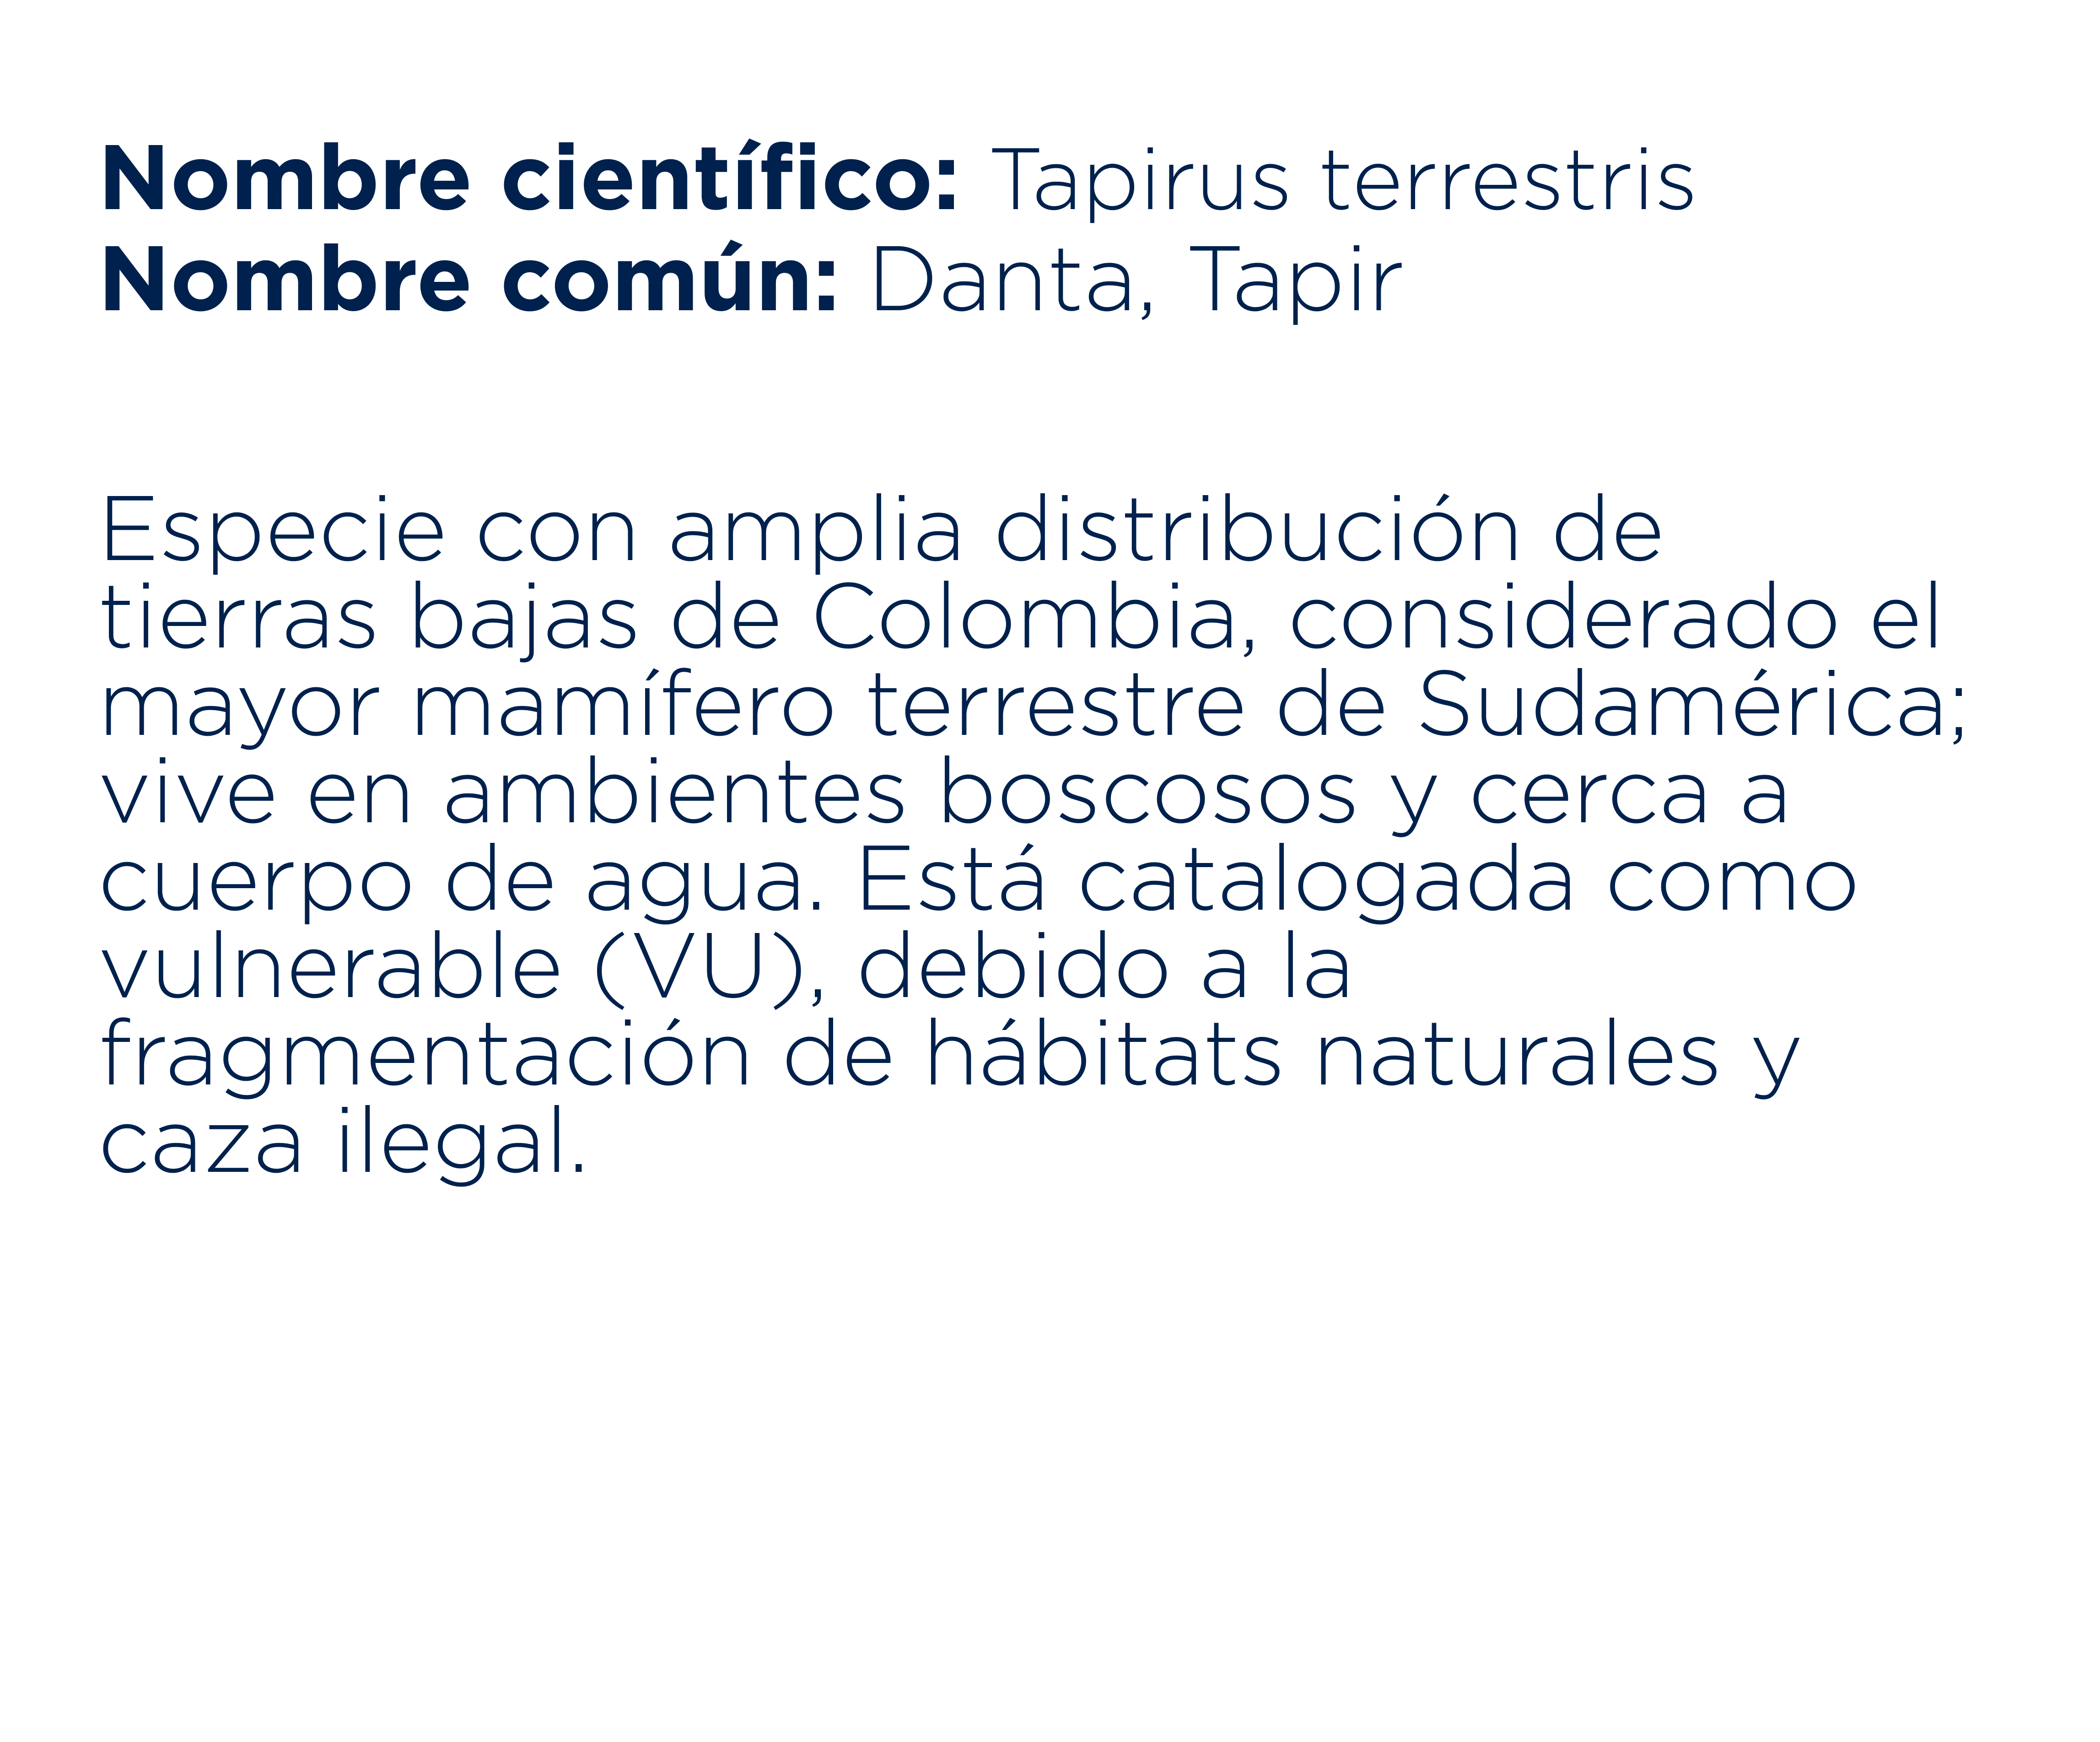 Nombre científico: Tapirus terrestris
Nombre común: Danta, Tapir
Especie con amplia distribución de
tierras bajas de Colombia, considerado el
mayor mamífero terrestre de Sudamérica;
vive en ambientes boscosos y cerca a
cuerpo de agua. Está catalogada como
vulnerable (VU), debido a la
fragmentación de hábitats naturales y
caza ilegal.